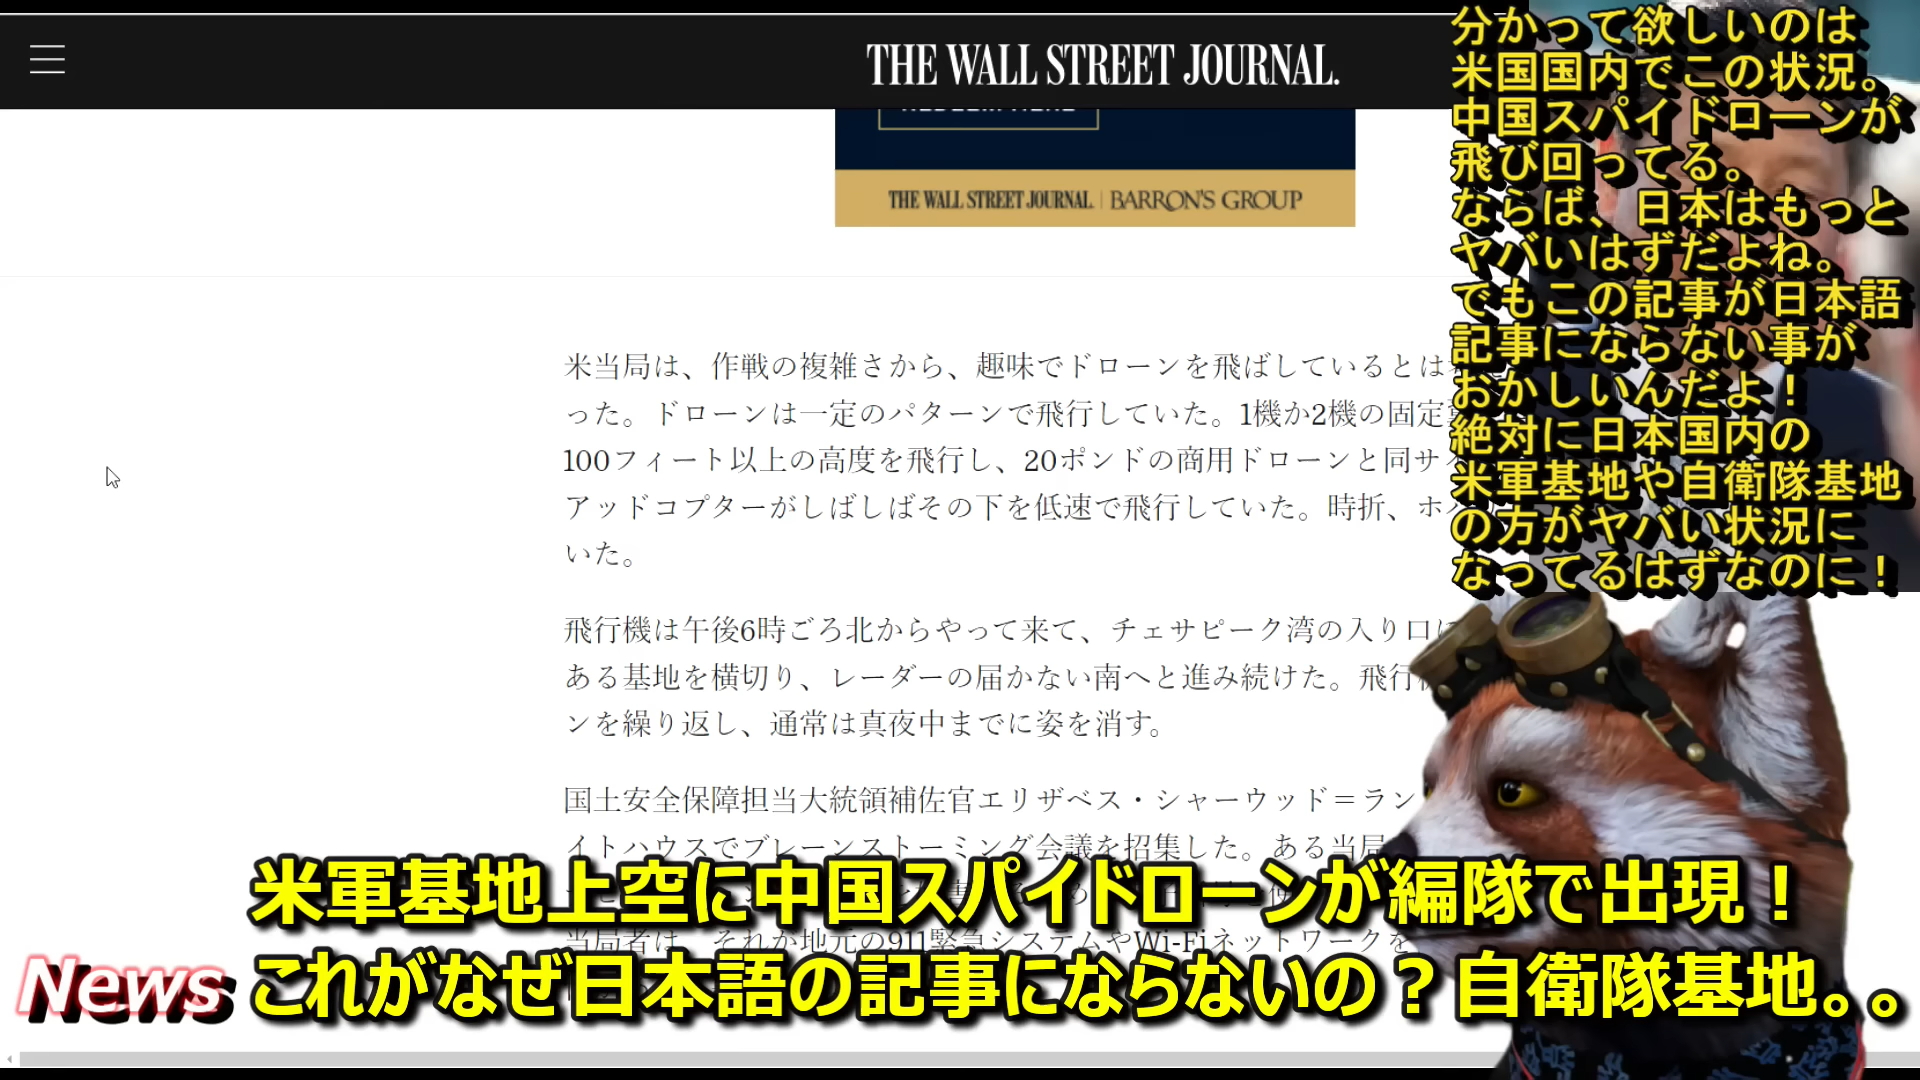 THE WALL STREET JOURNAL.
THE WALL STREET JOURNAL | BARRON'S GROUP
米当局は、作戦の複雑さから、趣味でドローンを飛ばしているとは
った。ドローンは一定のパターンで飛行していた。1機か2機の固定
100フィート以上の高度を飛行し、20ポンドの商用ドローンと同サイ
アッドコプターがしばしばその下を低速で飛行していた。時折、ホ
いた。
飛行機は午後6時ごろ北からやって来て、チェサピーク湾の入り口に
ある基地を横切り、レーダーの届かない南へと進み続けた。飛行
ンを繰り返し、通常は真夜中までに姿を消す。
国土安全保障担当大統領補佐官エリザベス・シャーウッド＝ラン
イトハウスでブレーンストーミング会議を招集した。ある当局
当局者は、それが地元の911緊急システムやWi-Fiネットワークを
分かって欲しいのは
米国国内でこの状況。
中国スパイドローンが
飛び回ってる。
ならば、日本はもっと
ヤバいはずだよね。
でもこの記事が日本語
記事にならない事が
おかしいんだよ！
絶対に日本国内の
米軍基地や自衛隊基地
の方がヤバい状況に
なってるはずなのに！
米軍基地上空に中国スパイドローンが編隊で出現！
News
これがなぜ日本語の記事にならないの？自衛隊基地。。